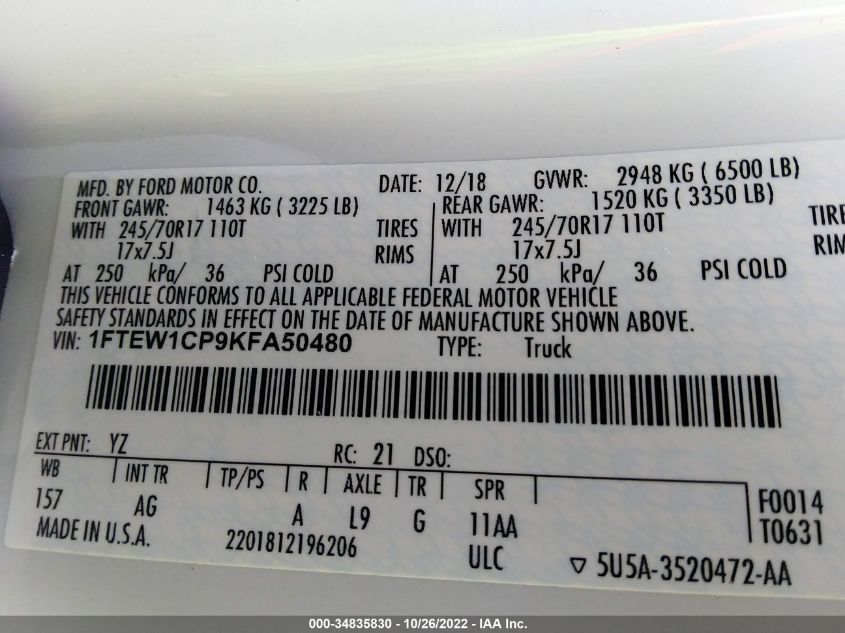 MFD. BY FORD MOTOR CO. DATE: 12/18 GVWR: 2948 KG ( 6500 LB)
FRONT GAWR: 1463 KG ( 3225 LB) REAR GAWR: 1520 KG ( 3350 LB)
WITH 245/70R17 110T TIRES WITH 245/70R17 110T TIRE
17x7.5J RIMS 17x7.5J RIM
AT 250 kPa/ 36 PSI COLD AT 250 kPa/ 36 PSI COLD
THIS VEHICLE CONFORMS TO ALL APPLICABLE FEDERAL MOTOR VEHICLE
SAFETY STANDARDS IN EFFECT ON THE DATE OF MANUFACTURE SHOWN ABOVE.
VIN: 1FTEW1CP9KFA50480 TYPE: Truck
EXT PNT: YZ RC: 21 DSO:
WB INT TR TP/PS R AXLE TR SPR
157 AG A L9 G 11AA F0014
MADE IN U.S.A. 2201812196206 ULC T0631
▽ 5U5A-3520472-AA
000-34835830 - 10/26/2022 - IAA Inc.